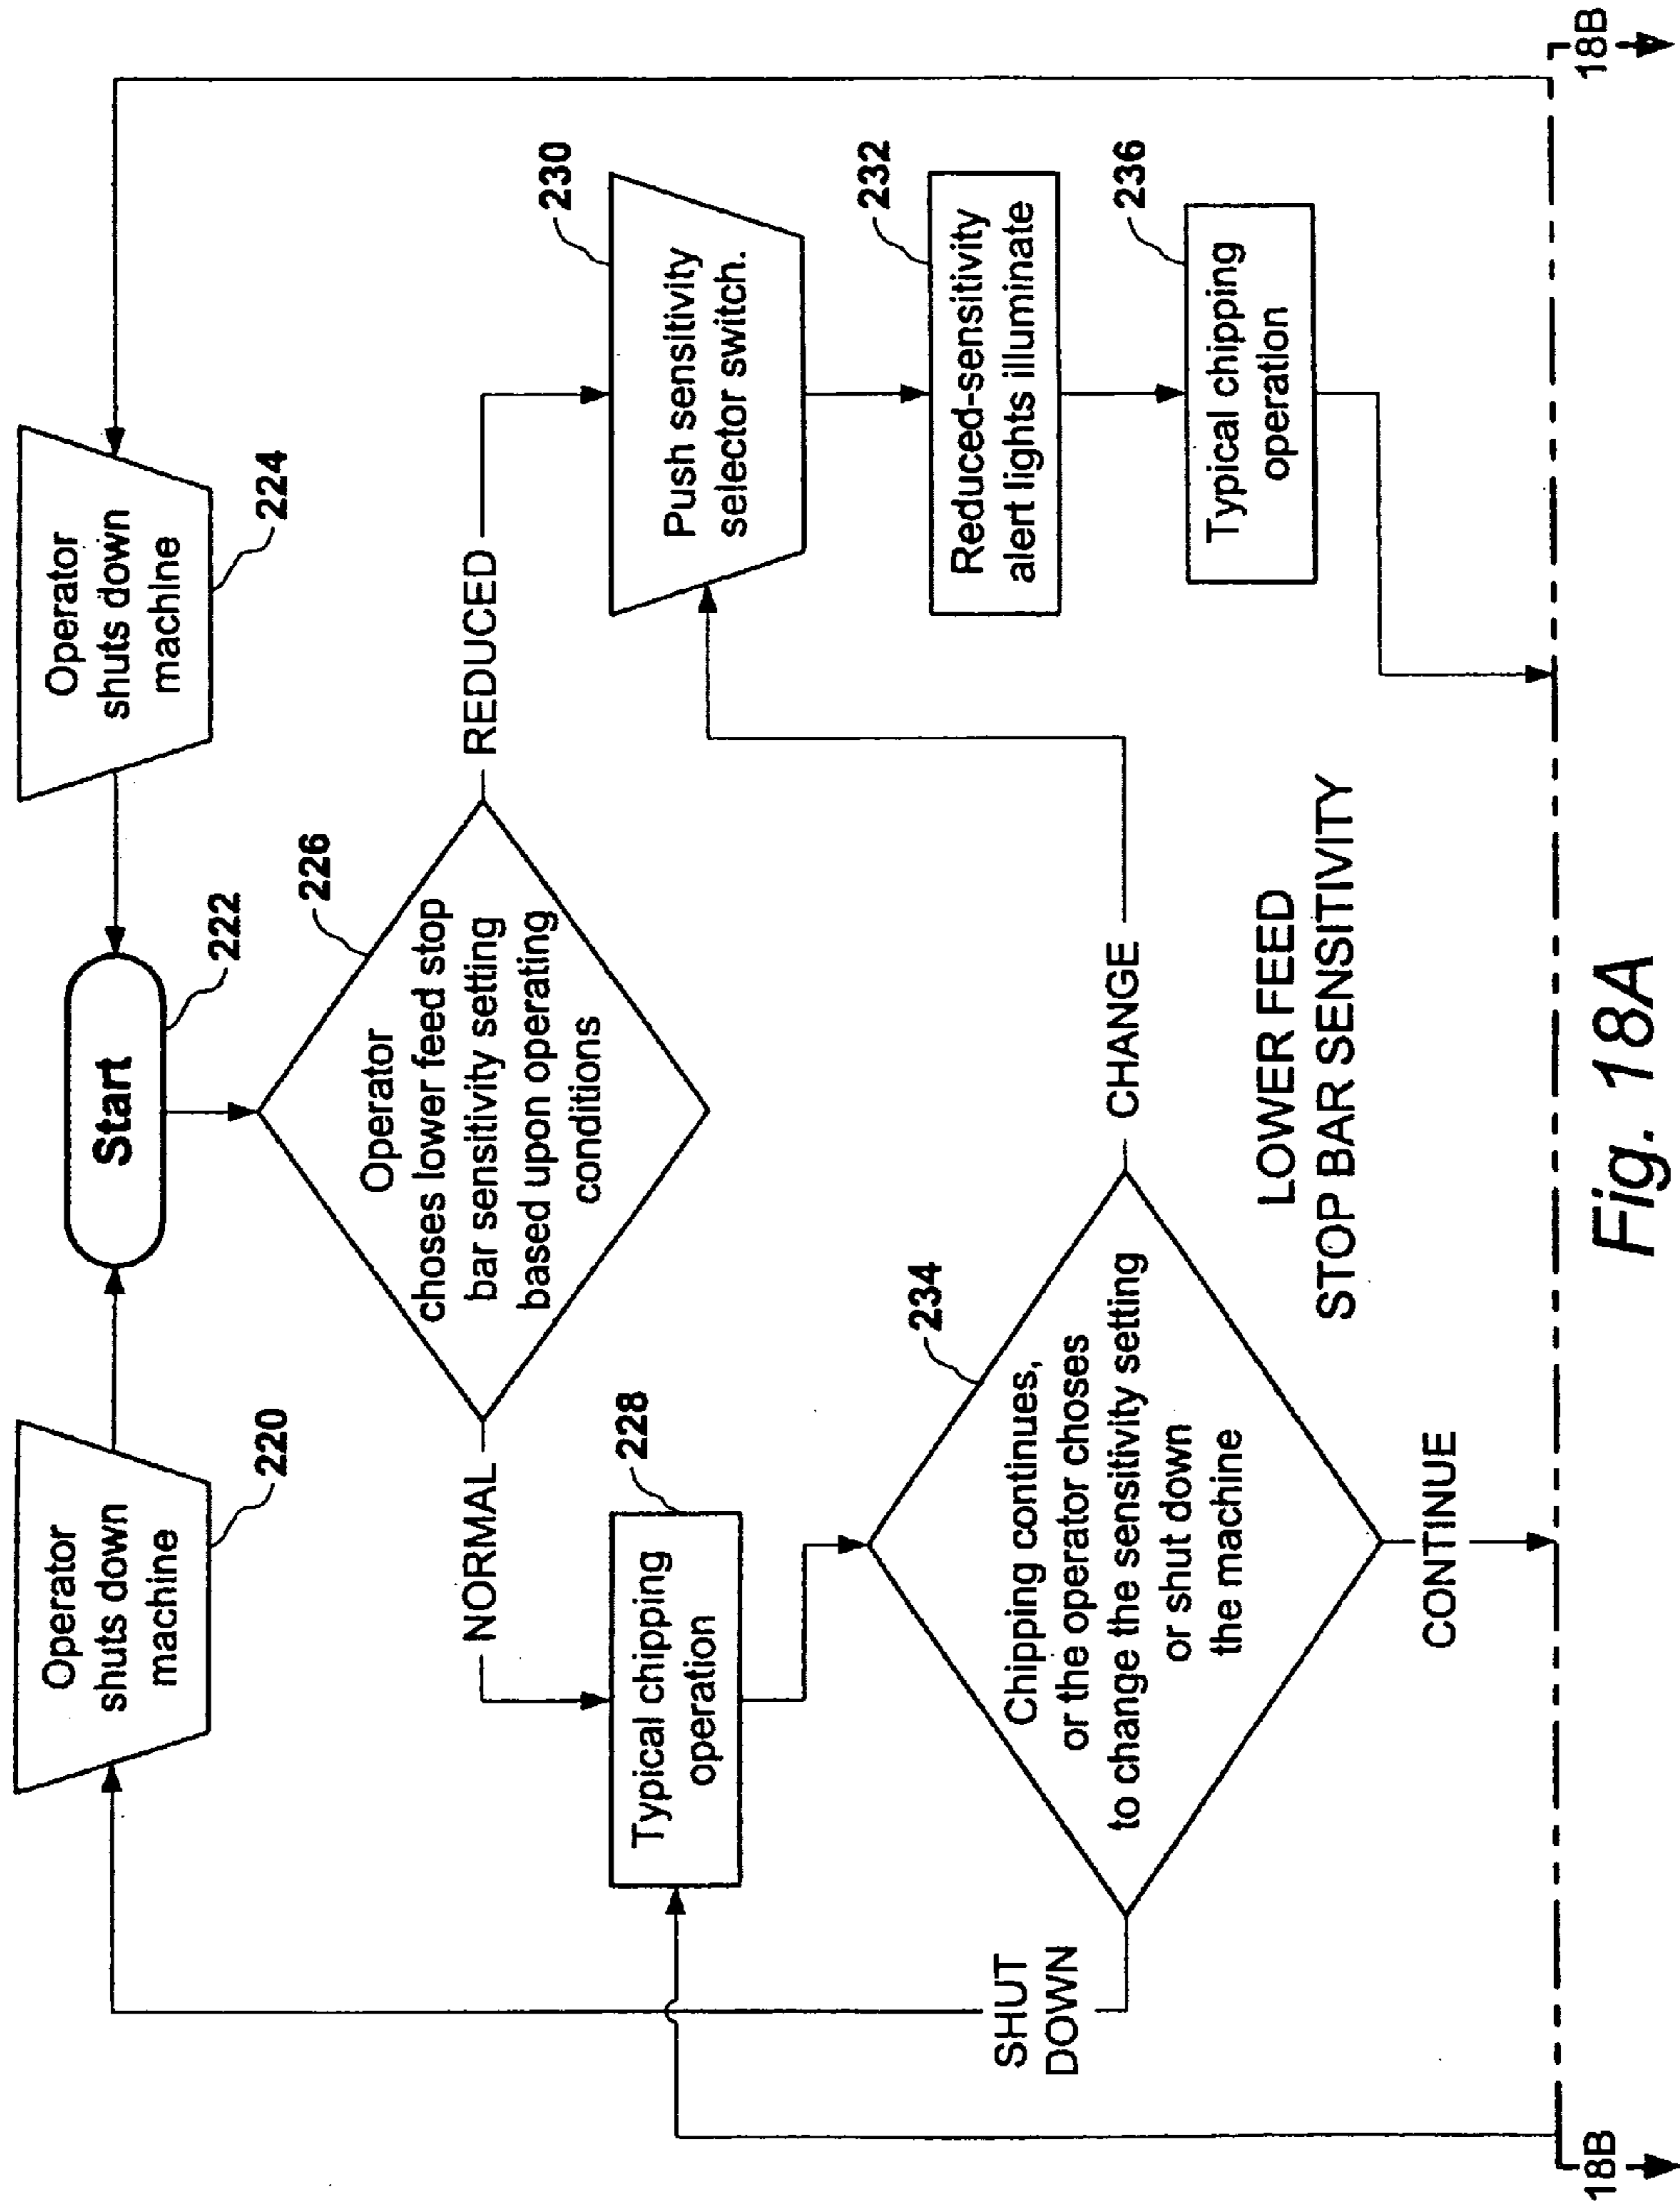 Operator
shuts down
machine
220
Start
222
Operator
shuts down
machine
224
Operator
choses lower feed stop
bar sensitivity setting
based upon operating
conditions
226
NORMAL
REDUCED
Typical chipping
operation
228
Push sensitivity
selector switch.
230
Reduced-sensitivity
alert lights illuminate
232
Chipping continues,
or the operator choses
to change the sensitivity setting
or shut down
the machine
234
Typical chipping
operation
236
SHUT
DOWN
CHANGE
CONTINUE
LOWER FEED
STOP BAR SENSITIVITY
18B
18B
Fig. 18A